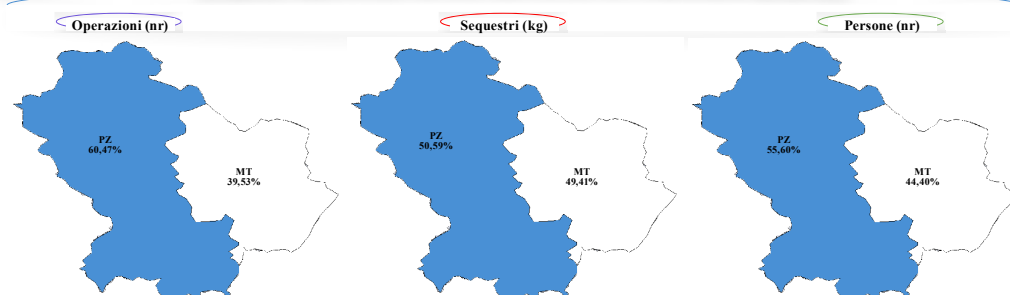 Operazioni (nr)
Sequestri (kg)
Persone (nr)
PZ
60,47%
MT
39,53%
PZ
50,59%
MT
49,41%
PZ
55,60%
MT
44,40%